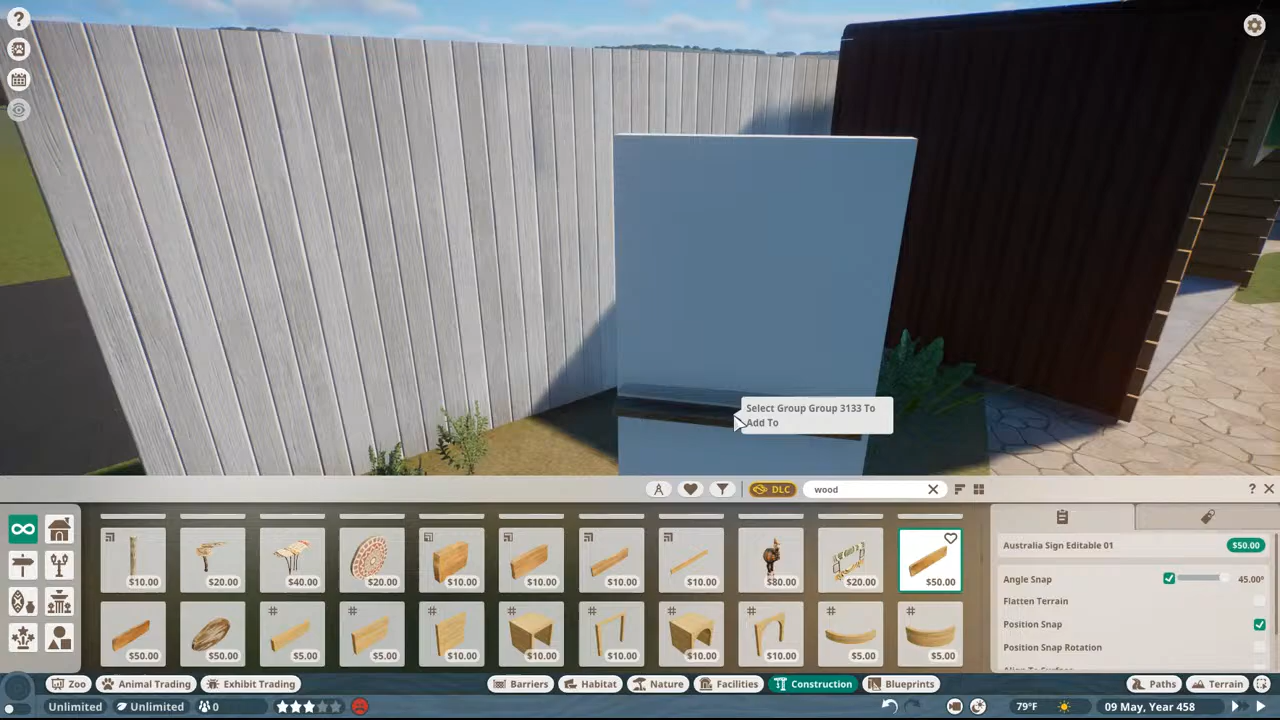 Select Group Group 3133 To
Add To
DLC
wood
?
?
$10.00
$20.00
$40.00
$20.00
$10.00
$10.00
$10.00
$10.00
$80.00
$20.00
$50.00
$50.00
$50.00
$5.00
$5.00
$10.00
$10.00
$10.00
$10.00
$10.00
$5.00
$5.00
Australia Sign Editable 01
$50.00
Angle Snap
45.00°
Flatten Terrain
Position Snap
Position Snap Rotation
Zoo
Animal Trading
Exhibit Trading
Barriers
Habitat
Nature
Facilities
Construction
Blueprints
Paths
Terrain
Unlimited
Unlimited
0
79°F
09 May, Year 458